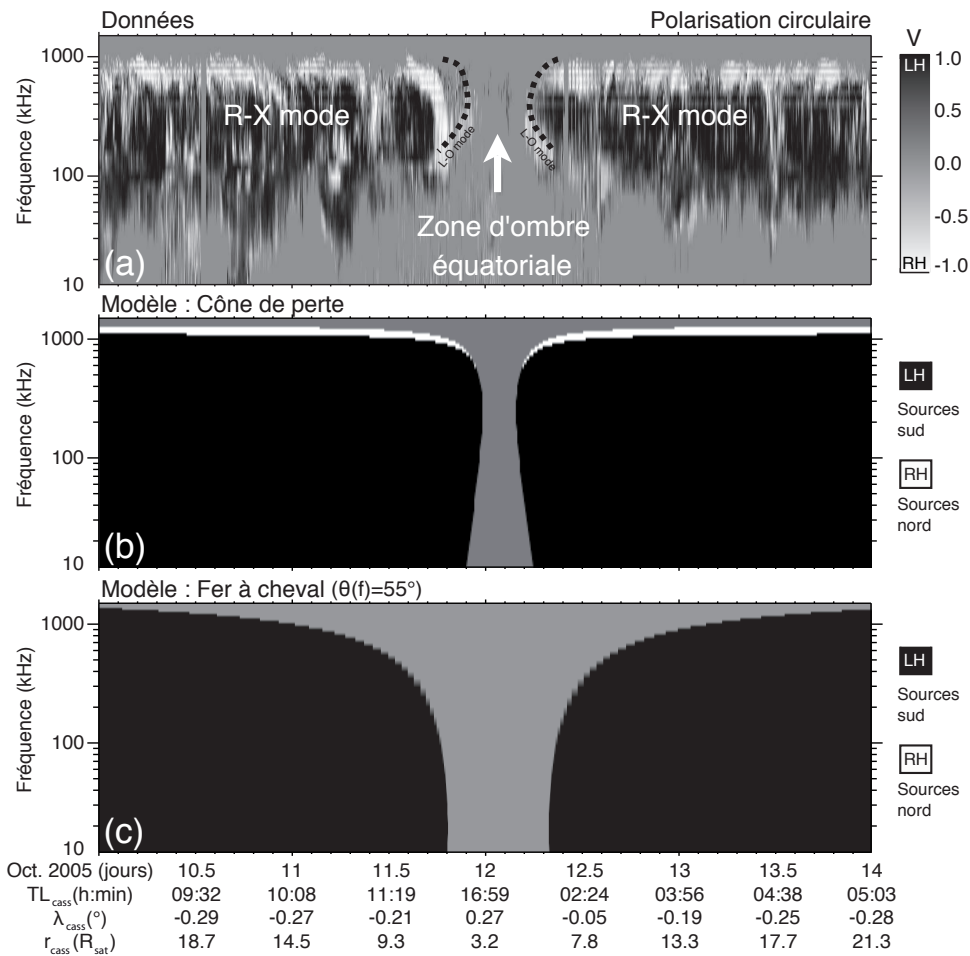 Données
Polarisation circulaire
1000
100
10
Fréquence (kHz)
R-X mode
R-X mode
L-O mode
L-O mode
Zone d'ombre
équatoriale
(a)
V
LH
RH
1.0
0.5
0.0
-0.5
-1.0
Modèle : Cône de perte
1000
100
10
Fréquence (kHz)
(b)
LH
Sources
sud
RH
Sources
nord
Modèle : Fer à cheval (θ(f)=55°)
1000
100
10
Fréquence (kHz)
(c)
LH
Sources
sud
RH
Sources
nord
Oct. 2005 (jours) 10.5 11 11.5 12 12.5 13 13.5 14
TLcass(h:min) 09:32 10:08 11:19 16:59 02:24 03:56 04:38 05:03
λcass(°) -0.29 -0.27 -0.21 0.27 -0.05 -0.19 -0.25 -0.28
rcass(Rsat) 18.7 14.5 9.3 3.2 7.8 13.3 17.7 21.3